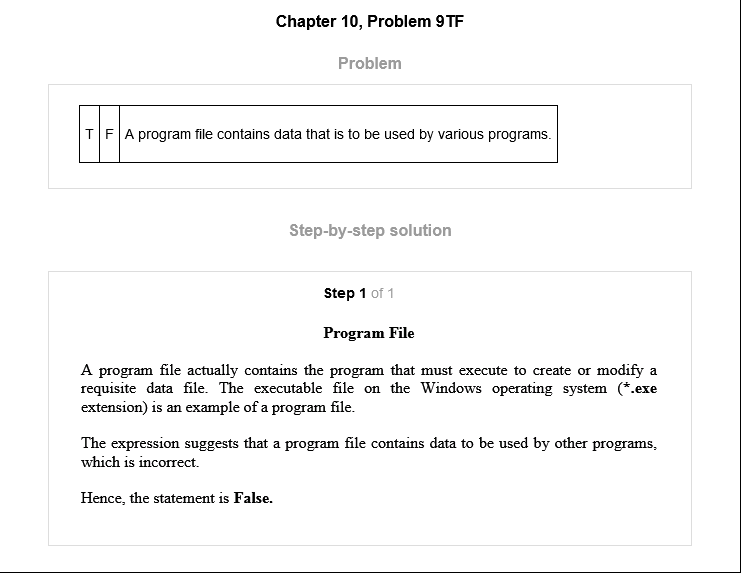 Chapter 10, Problem 9TF
Problem
T F A program file contains data that is to be used by various programs.
Step-by-step solution
Step 1 of 1
Program File
A program file actually contains the program that must execute to create or modify a
requisite data file. The executable file on the Windows operating system (*.exe
extension) is an example of a program file.
The expression suggests that a program file contains data to be used by other programs,
which is incorrect.
Hence, the statement is False.